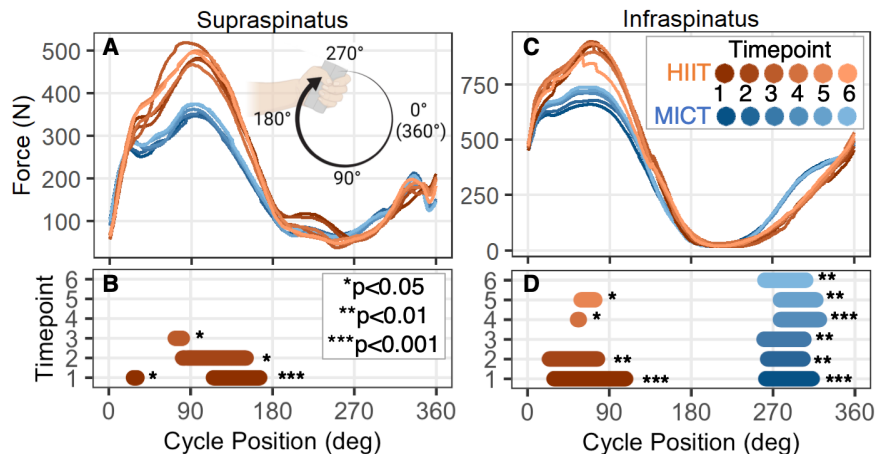 Supraspinatus
Infraspinatus
A
500
400
300
200
100
Force (N)
270°
180°
0°
(360°)
90°
C
750
500
250
0
Timepoint
HIIT
1 2 3 4 5 6
MICT
B
6
5
4
3
2
1
Timepoint
*p<0.05
**p<0.01
***p<0.001
*
*
* ***
0 90 180 270 360
Cycle Position (deg)
D
6
5
4
3
2
1
**
* **
* ***
**
** **
*** ***
0 90 180 270 360
Cycle Position (deg)